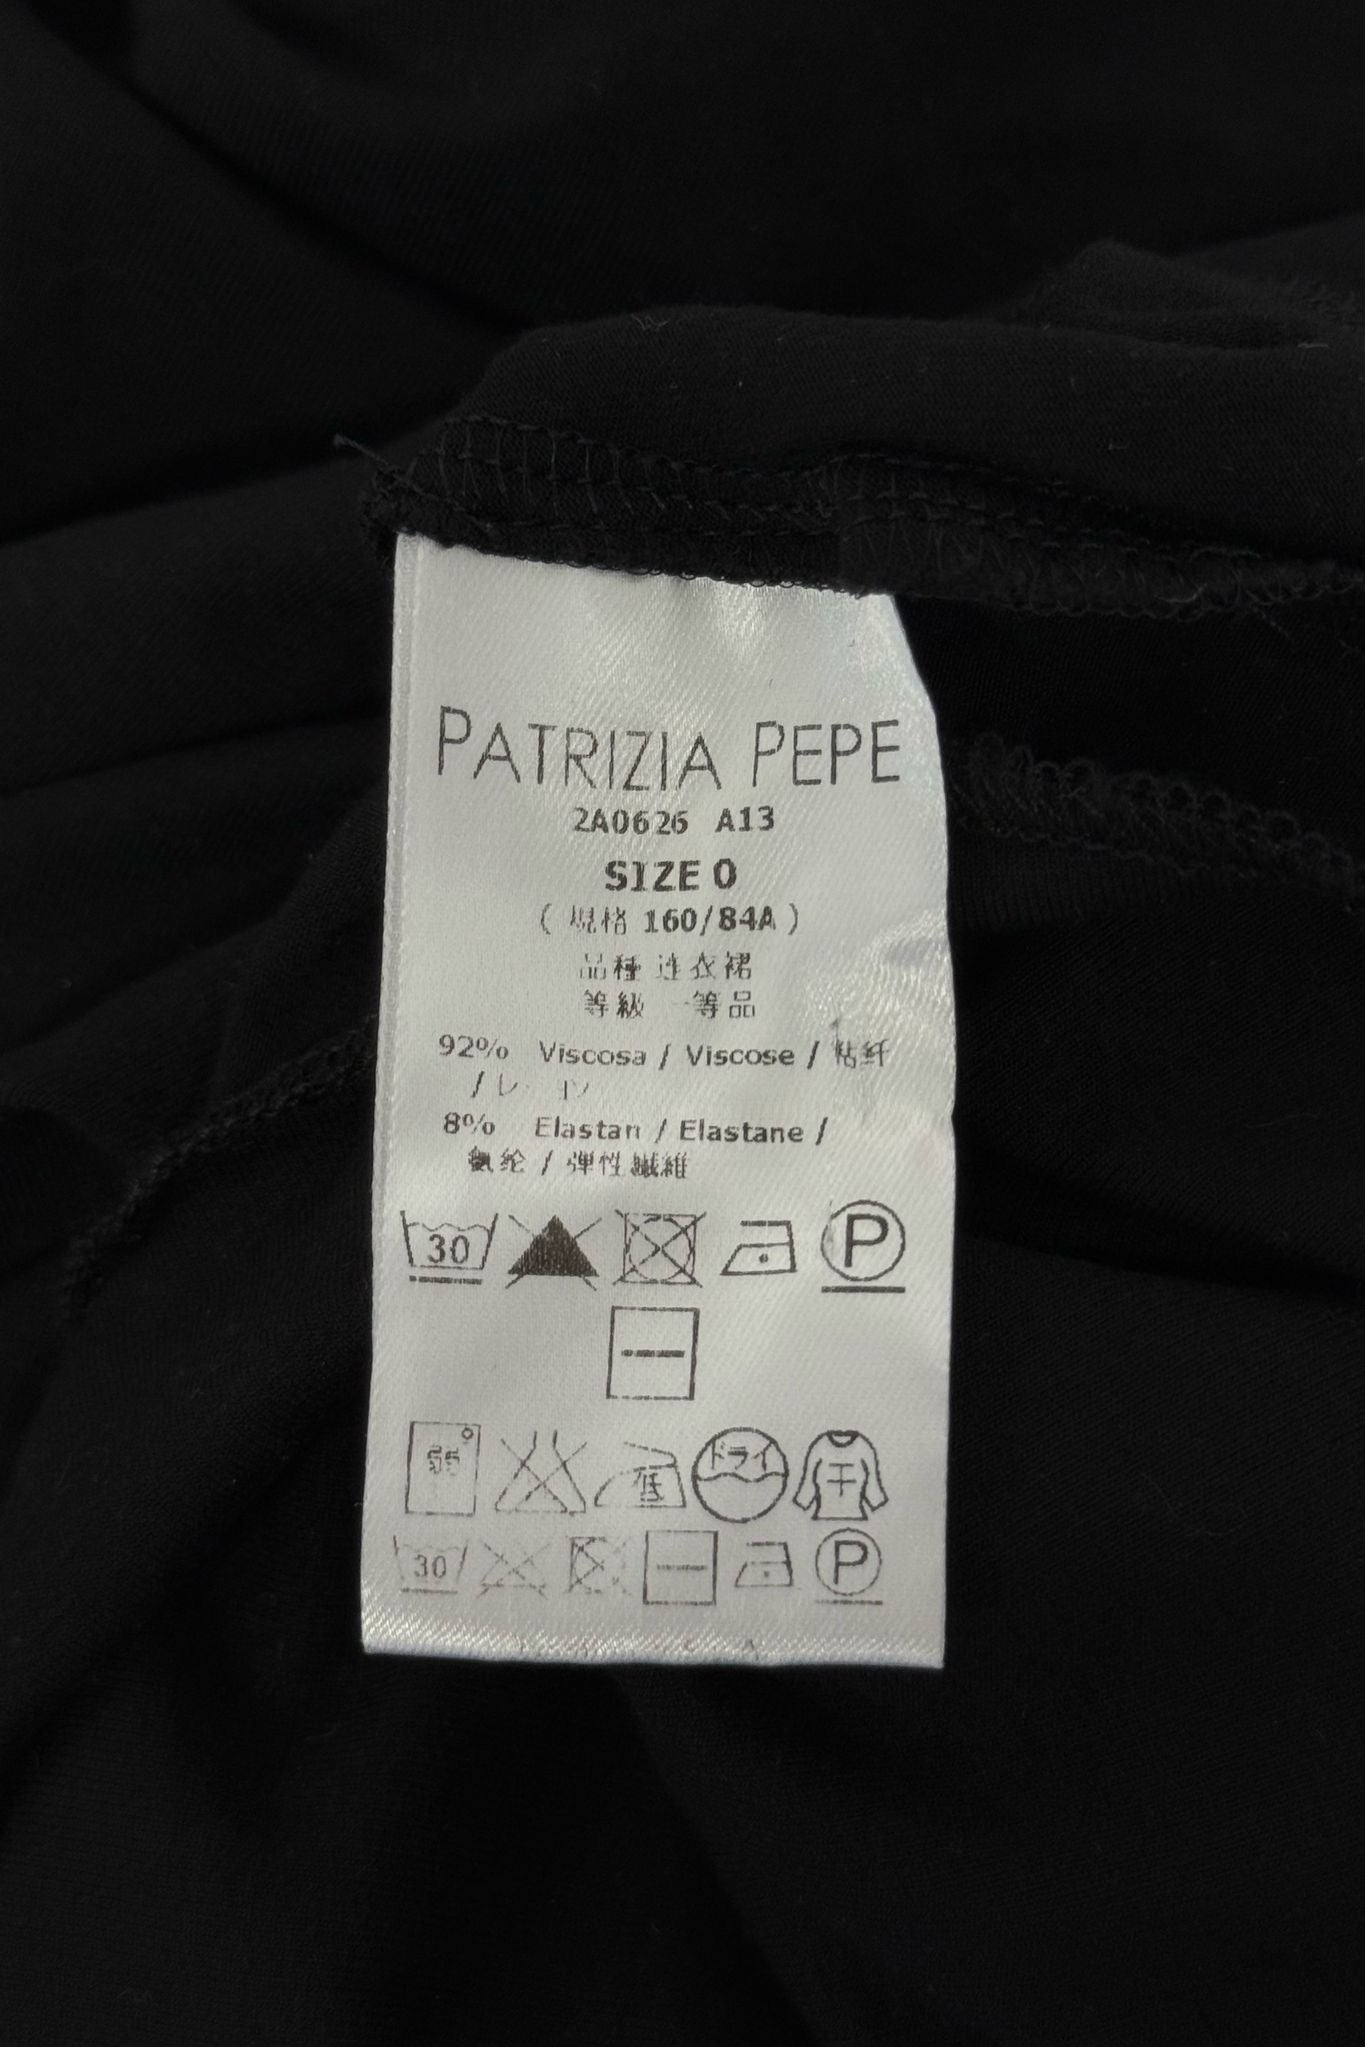 PATRIZIA PEPE
2A0626 A13
SIZE 0
( 規格 160/84A )
品種 连衣裙
等級 一等品
92% Viscosa / Viscose / 粘纤
8% Elastan / Elastane /
氨纶 / 弾性繊維
30 P
低 ドライ 干
30 P